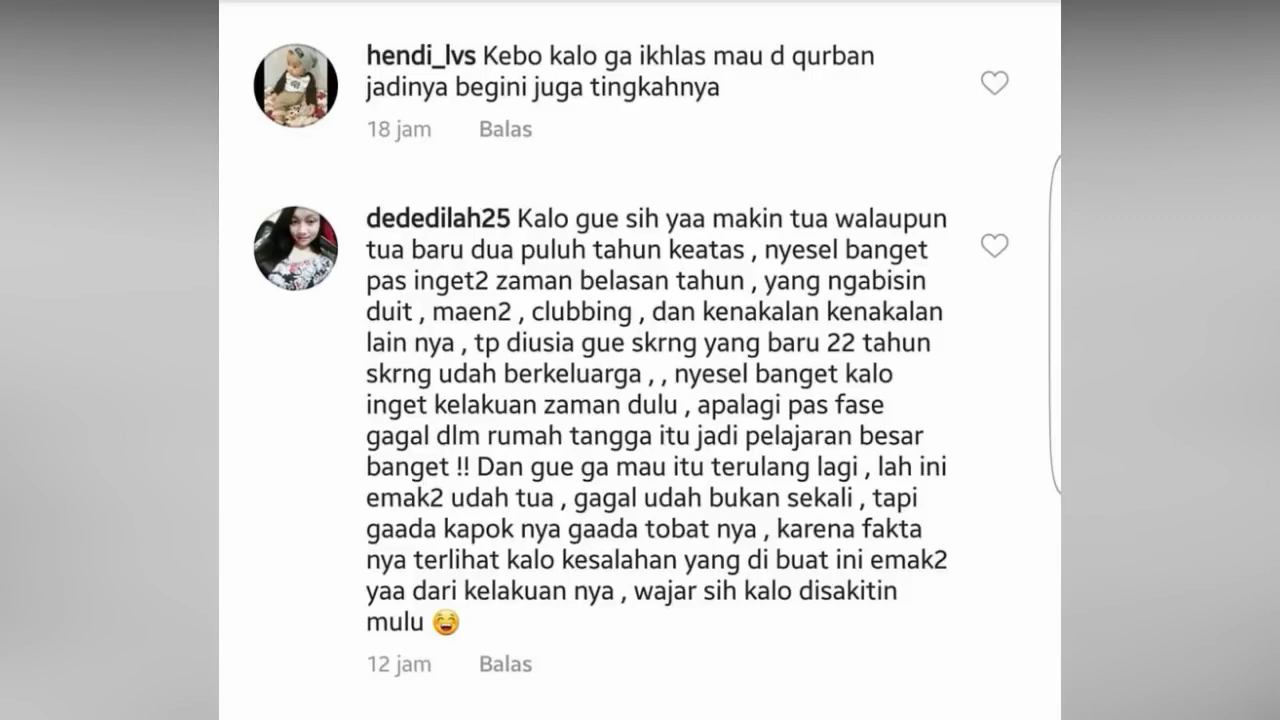 hendi_lvs Kebo kalo ga ikhlas mau d qurban
jadinya begini juga tingkahnya
18 jam Balas
dededilah25 Kalo gue sih yaa makin tua walaupun
tua baru dua puluh tahun keatas , nyesel banget
pas inget2 zaman belasan tahun , yang ngabisin
duit , maen2 , clubbing , dan kenakalan kenakalan
lain nya , tp diusia gue skrng yang baru 22 tahun
skrng udah berkeluarga , , nyesel banget kalo
inget kelakuan zaman dulu , apalagi pas fase
gagal dlm rumah tangga itu jadi pelajaran besar
banget !! Dan gue ga mau itu terulang lagi , lah ini
emak2 udah tua , gagal udah bukan sekali , tapi
gaada kapok nya gaada tobat nya , karena fakta
nya terlihat kalo kesalahan yang di buat ini emak2
yaa dari kelakuan nya , wajar sih kalo disakitin
mulu 😂
12 jam Balas